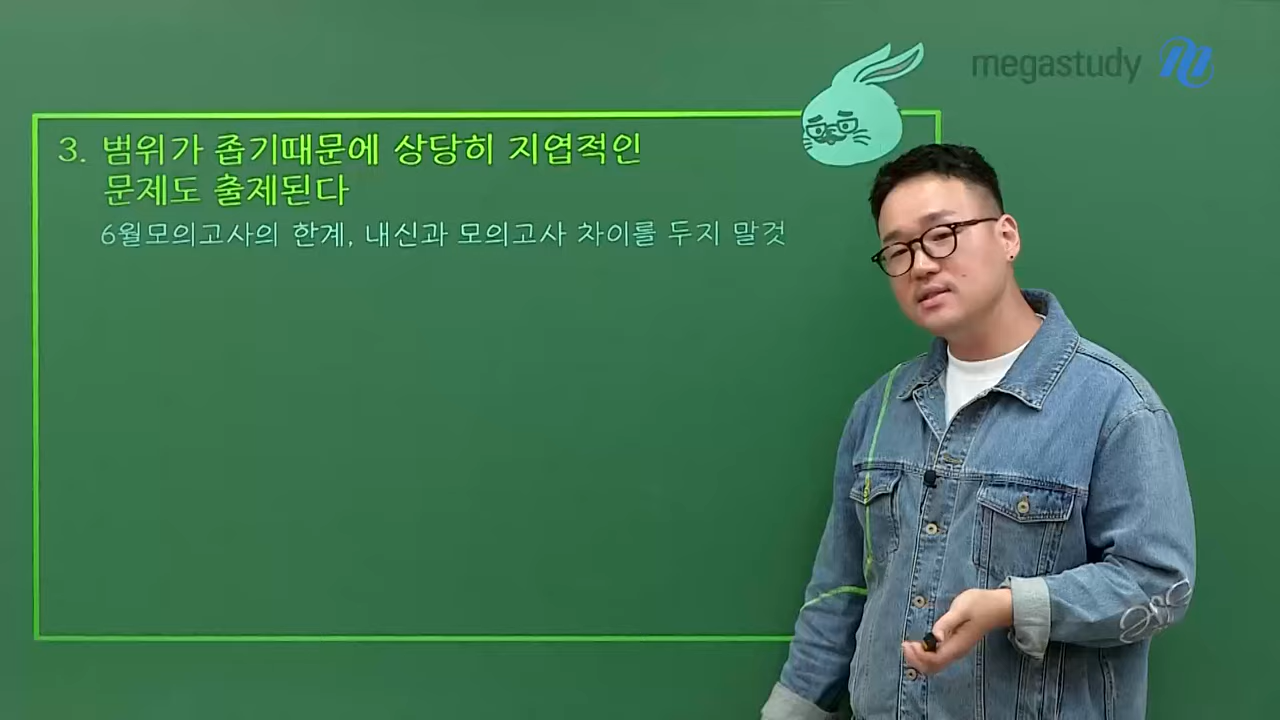 megastudy
3. 범위가 좁기때문에 상당히 지엽적인
문제도 출제된다
6월모의고사의 한계, 내신과 모의고사 차이를 두지 말것